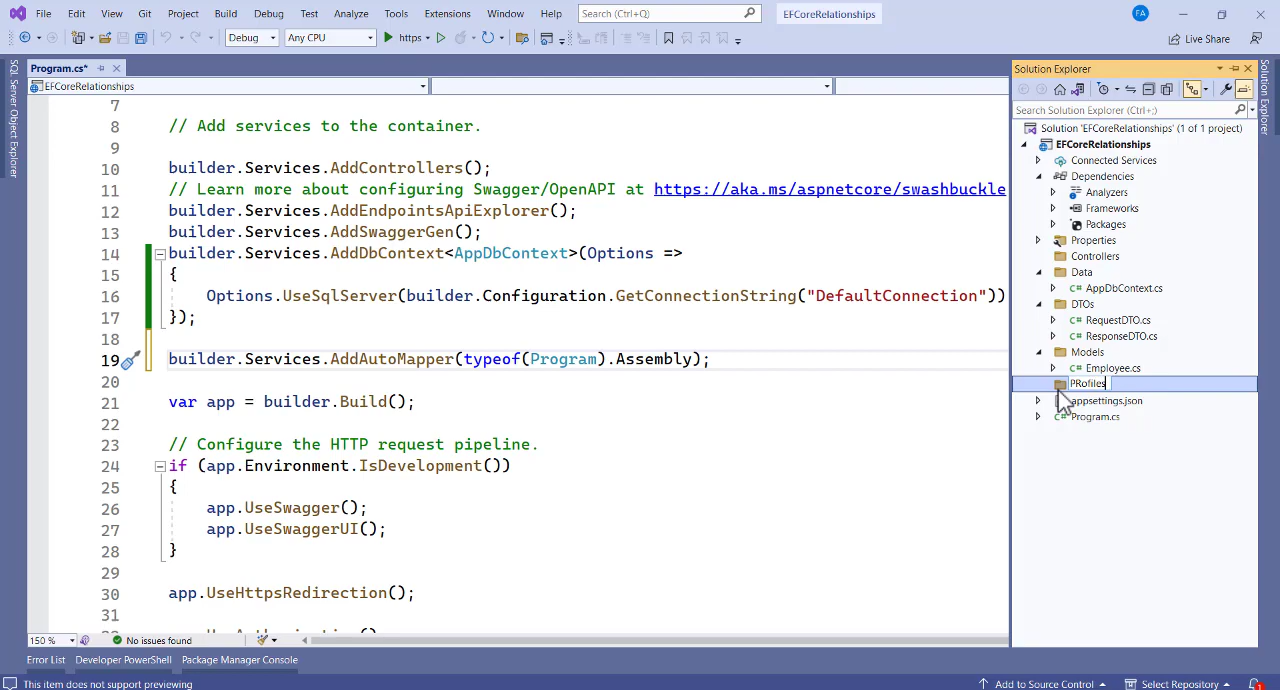 File Edit View Git Project Build Debug Test Analyze Tools Extensions Window Help Search (Ctrl+Q) EFCoreRelationships FA
Debug Any CPU https Live Share
SQL Server Object Explorer
Program.cs*
EFCoreRelationships
7
8 // Add services to the container.
9
10 builder.Services.AddControllers();
11 // Learn more about configuring Swagger/OpenAPI at https://aka.ms/aspnetcore/swashbuckle
12 builder.Services.AddEndpointsApiExplorer();
13 builder.Services.AddSwaggerGen();
14 builder.Services.AddDbContext<AppDbContext>(Options =>
15 {
16 Options.UseSqlServer(builder.Configuration.GetConnectionString("DefaultConnection"))
17 });
18
19 builder.Services.AddAutoMapper(typeof(Program).Assembly);
20
21 var app = builder.Build();
22
23 // Configure the HTTP request pipeline.
24 if (app.Environment.IsDevelopment())
25 {
26 app.UseSwagger();
27 app.UseSwaggerUI();
28 }
29
30 app.UseHttpsRedirection();
31
150 % No issues found
Solution Explorer
Search Solution Explorer (Ctrl+;)
Solution 'EFCoreRelationships' (1 of 1 project)
EFCoreRelationships
Connected Services
Dependencies
Analyzers
Frameworks
Packages
Properties
Controllers
Data
AppDbContext.cs
DTOs
C# RequestDTO.cs
C# ResponseDTO.cs
Models
C# Employee.cs
PRofiles
appsettings.json
C# Program.cs
Solution Explorer
Error List Developer PowerShell Package Manager Console
This item does not support previewing Add to Source Control Select Repository 1